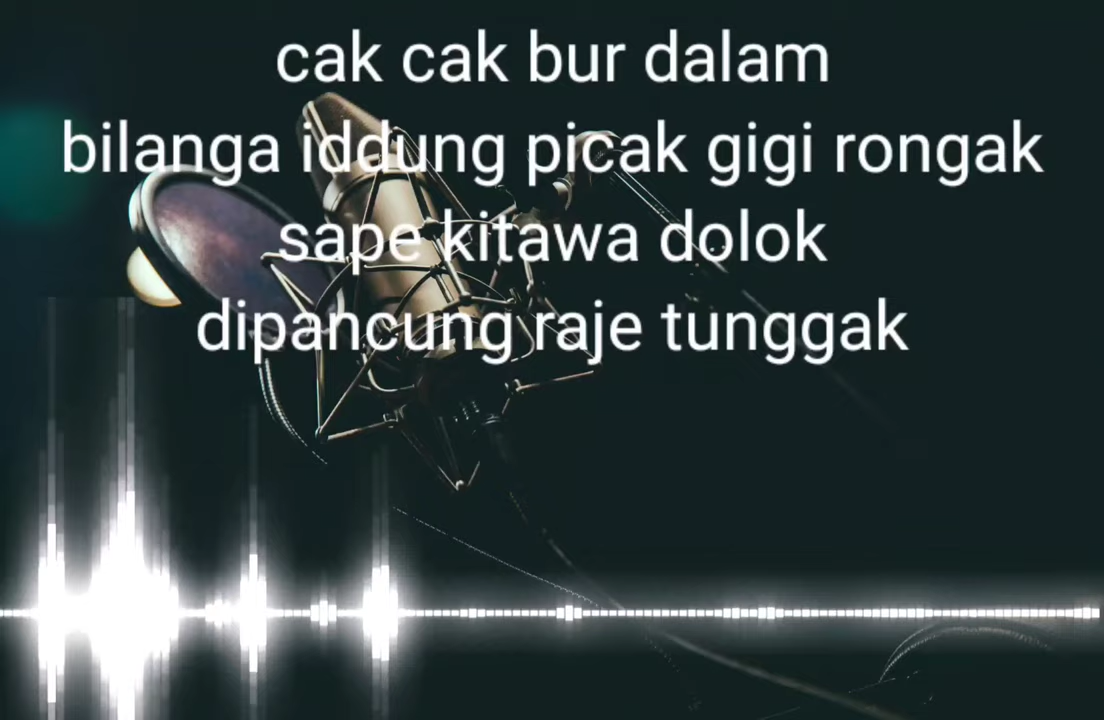 cak cak bur dalam
bilanga iddung picak gigi rongak
sape kitawa dolok
dipancung raje tunggak